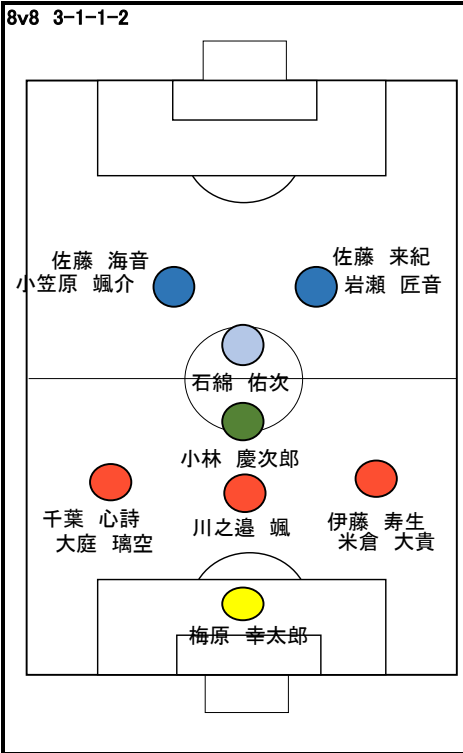 8v8 3-1-1-2
佐藤 海音
小笠原 颯介
佐藤 来紀
岩瀬 匠音
石綿 佑次
小林 慶次郎
千葉 心詩
大庭 璃空
川之邉 颯
伊藤 寿生
米倉 大貴
梅原 幸太郎